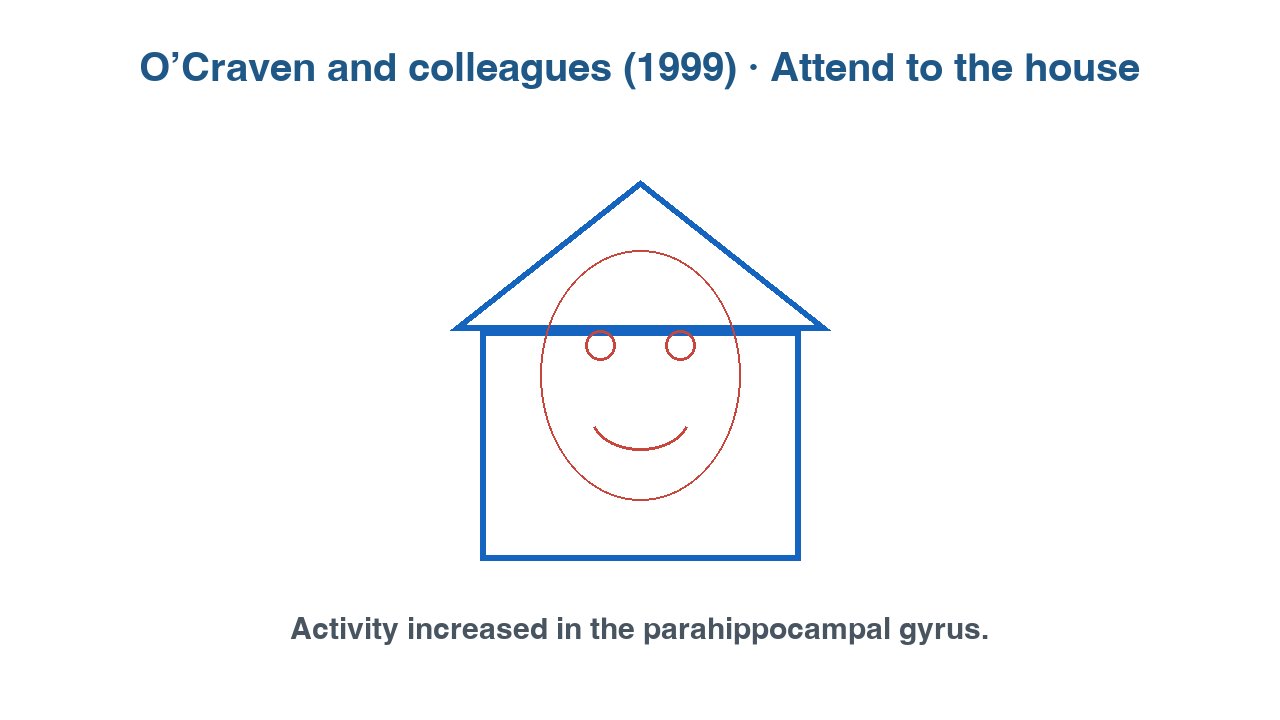 O’Craven and colleagues (1999) · Attend to the house
Activity increased in the parahippocampal gyrus.